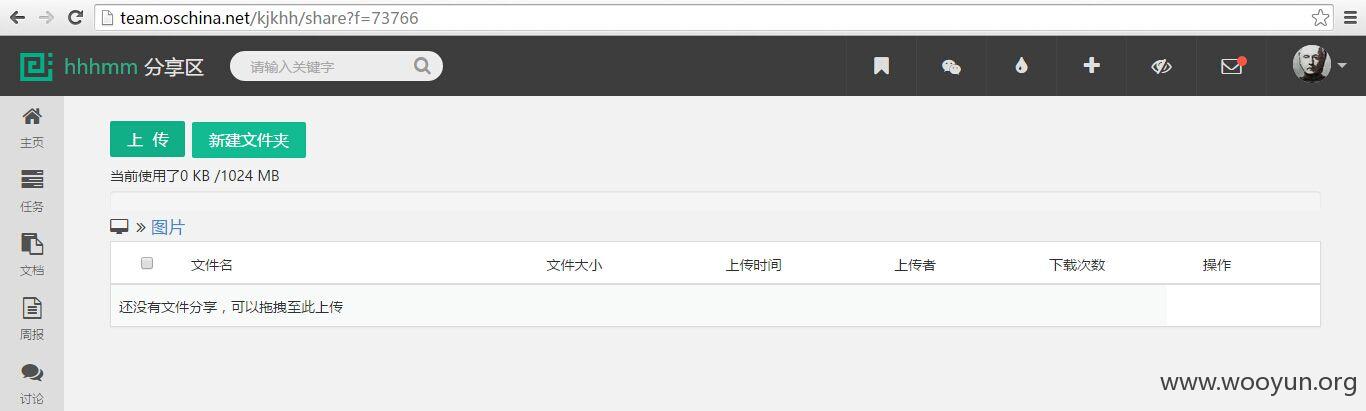 team.oschina.net/kjkhh/share?f=73766
hhhmm 分享区
请输入关键字
主页
任务
文档
周报
讨论
上 传
新建文件夹
当前使用了0 KB /1024 MB
» 图片
文件名 文件大小 上传时间 上传者 下载次数 操作
还没有文件分享，可以拖拽至此上传
www.wooyun.org